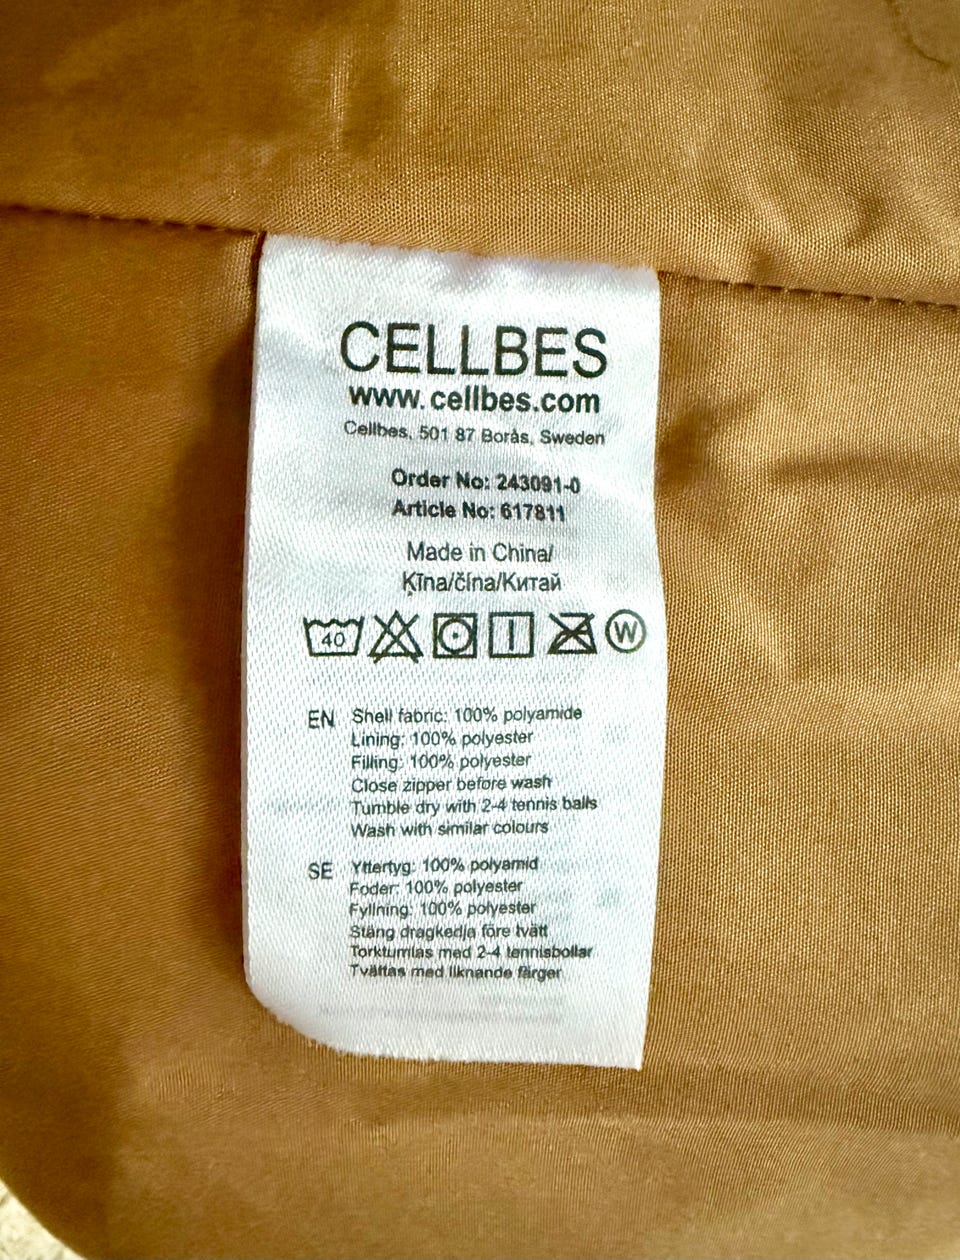 CELLBES
www.cellbes.com
Cellbes, 501 87 Borås, Sweden
Order No: 243091-0
Article No: 617811
Made in China/
Ķīna/čína/Китай
40 W
EN Shell fabric: 100% polyamide
Lining: 100% polyester
Filling: 100% polyester
Close zipper before wash
Tumble dry with 2-4 tennis balls
Wash with similar colours
SE Yttertyg: 100% polyamid
Foder: 100% polyester
Fyllning: 100% polyester
Stäng dragkedja före tvätt
Torktumlas med 2-4 tennisbollar
Tvättas med liknande färger